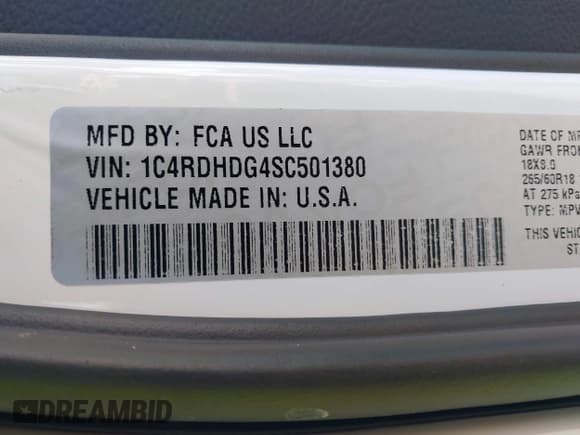 MFD BY: FCA US LLC
VIN: 1C4RDHDG4SC501380
VEHICLE MADE IN: U.S.A.
DATE OF
GAWR FRON
18X8.0
265/60R18
AT 275 kPa
TYPE: MPV
THIS VEHIC
ST
DREAMBID